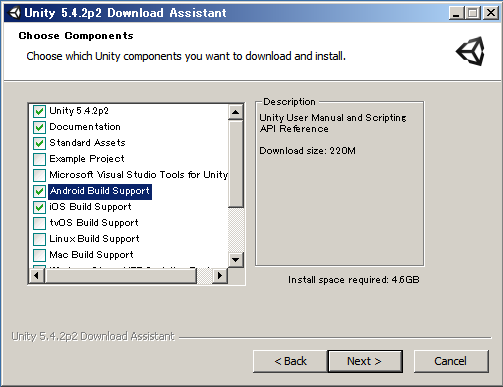 Unity 5.4.2p2 Download Assistant
Choose Components
Choose which Unity components you want to download and install.
Unity 5.4.2p2
Documentation
Standard Assets
Example Project
Microsoft Visual Studio Tools for Unity
Android Build Support
iOS Build Support
tvOS Build Support
Linux Build Support
Mac Build Support
Description
Unity User Manual and Scripting
API Reference
Download size: 220M
Install space required: 4.6GB
Unity 5.4.2p2 Download Assistant
< Back
Next >
Cancel